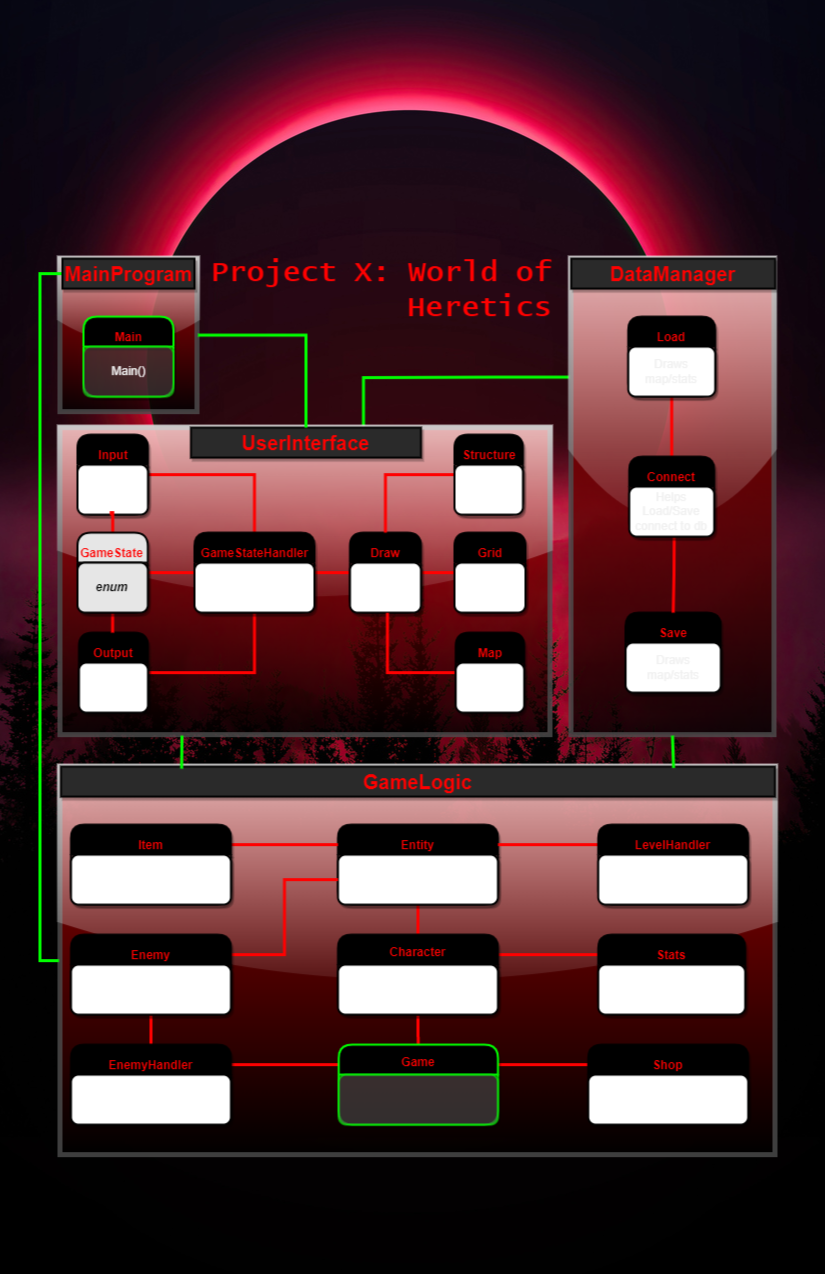 MainProgram
Project X: World of
Heretics
DataManager
Main
Main()
Load
Draws
map/stats
Connect
Helps
Load/Save
connect to db
Save
Draws
map/stats
UserInterface
Input
Structure
GameState
enum
GameStateHandler
Draw
Grid
Output
Map
GameLogic
Item
Entity
LevelHandler
Enemy
Character
Stats
EnemyHandler
Game
Shop